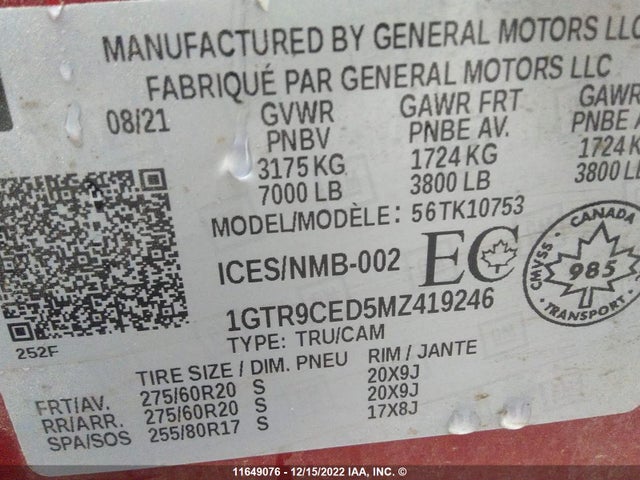 MANUFACTURED BY GENERAL MOTORS LLC
FABRIQUÉ PAR GENERAL MOTORS LLC
08/21 GVWR GAWR FRT GAWR
PNBV PNBE AV. PNBE A
3175 KG 1724 KG 1724 K
7000 LB 3800 LB 3800 LB
MODEL/MODÈLE: 56TK10753
ICES/NMB-002 EC
CANADA
CMVSS 985 NSVAC
TRANSPORT
1GTR9CED5MZ419246
252F TYPE: TRU/CAM
TIRE SIZE / DIM. PNEU RIM / JANTE
FRT/AV. 275/60R20 S 20X9J
RR/ARR. 275/60R20 S 20X9J
SPA/SOS 255/80R17 S 17X8J
11649076 - 12/15/2022 IAA, INC. ©